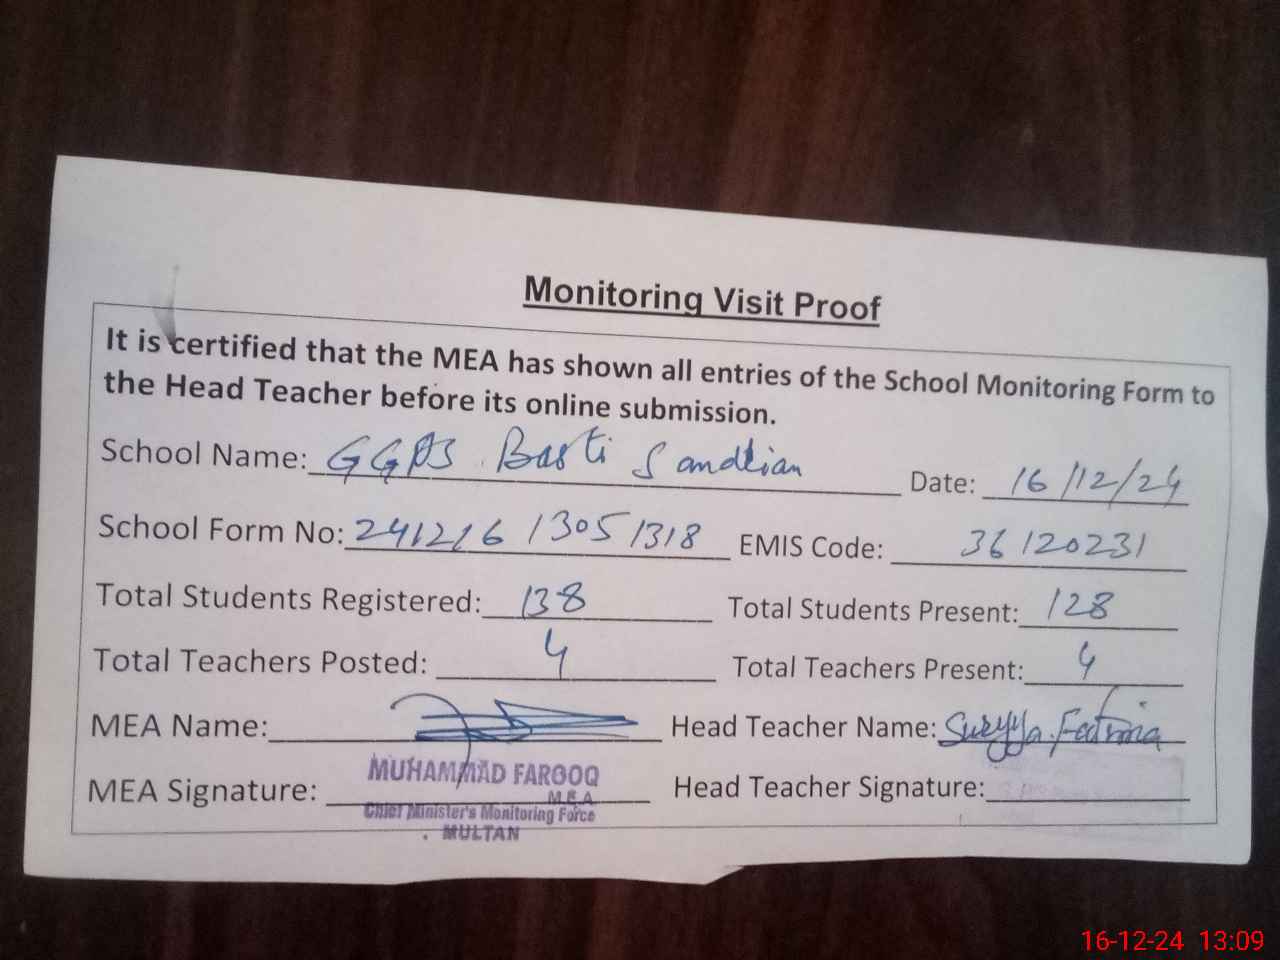 Monitoring Visit Proof
It is certified that the MEA has shown all entries of the School Monitoring Form to
the Head Teacher before its online submission.
School Name: GGPS Basti Sandhian Date: 16/12/24
School Form No: 241216 1305 1318 EMIS Code: 36120231
Total Students Registered: 138 Total Students Present: 128
Total Teachers Posted: 4 Total Teachers Present: 4
MEA Name: Head Teacher Name: SurYYa Fatima
MUHAMMAD FAROOQ
MEA Signature: M.E.A Head Teacher Signature:
Chief Minister's Monitoring Force
MULTAN
16-12-24 13:09